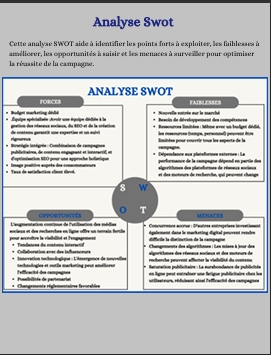 Analyse Swot
Cette analyse SWOT aide à identifier les points forts à exploiter, les faiblesses à
améliorer, les opportunités à saisir et les menaces à surveiller pour optimiser
la réussite de la campagne.
ANALYSE SWOT
FORCES
Budget marketing dédié
Équipe spécialisée : Avoir une équipe dédiée à la
gestion des réseaux sociaux, du SEO et de la création
de contenu garantit une expertise et un suivi
rigoureux
Stratégie intégrée : Combinaison de campagnes
publicitaires, de contenu engageant et interactif, et
d'optimisation SEO pour une approche holistique
Image positive auprès des consommateurs
Taux de satisfaction client élevé.
FAIBLESSES
Nouvelle entrée sur le marché
Besoin de développement des compétences
Ressources limitées : Même avec un budget dédié,
les ressources (temps, personnel) peuvent être
limitées pour couvrir tous les aspects de la
campagne.
Dépendance aux plateformes externes : La
performance de la campagne dépend en partie des
algorithmes des plateformes de réseaux sociaux
et des moteurs de recherche, qui peuvent changer
S W
O T
OPPORTUNITÉS
L'augmentation continue de l'utilisation des médias
sociaux et des recherches en ligne offre un terrain fertile
pour accroître la visibilité et l'engagement
Tendances du contenu interactif
Collaboration avec des influenceurs
Innovation technologique : L'émergence de nouvelles
technologies et outils marketing peut améliorer
l'efficacité des campagnes
Possibilités de partenariat
Changements réglementaires favorables
MENACES
Concurrence accrue : D'autres entreprises investissent
également dans le marketing digital peuvent rendre
difficile la distinction de la campagne
Changements des algorithmes : Les mises à jour des
algorithmes des réseaux sociaux et des moteurs de
recherche peuvent affecter la visibilité du contenu.
Saturation publicitaire : La surabondance de publicités
en ligne peut entraîner une fatigue publicitaire chez les
utilisateurs, réduisant ainsi l'efficacité des campagnes